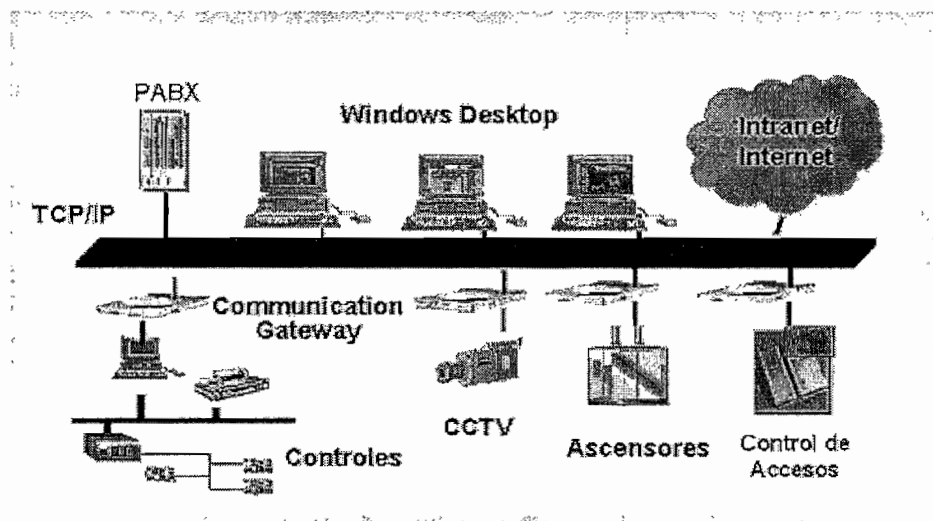 PABX
Windows Desktop
Intranet/
Internet
TCP/IP
Communication
Gateway
CCTV
Controles
Ascensores
Control de
Accesos